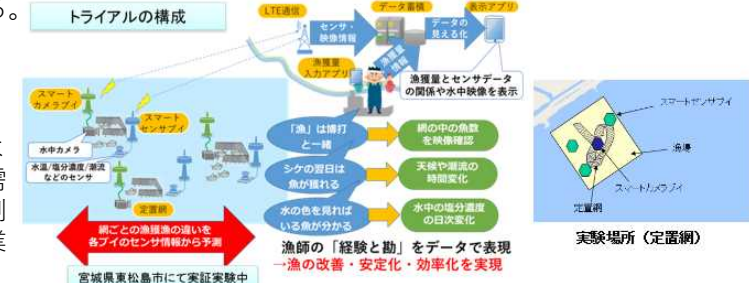 。
トライアルの構成
LTE通信
データ蓄積
表示アプリ
センサ・
映像情報
データの
見える化
漁獲量
入力アプリ
漁獲量
情報
漁獲量とセンサデータ
の関係や水中映像を表示
スマート
カメラブイ
スマート
センサブイ
水中カメラ
水温/塩分濃度/潮流
などのセンサ
定置網
「漁」は博打
と一緒
網の中の魚数
を映像確認
シケの翌日は
魚が獲れる
天候や潮流の
時間変化
水の色を見れば
いる魚が分かる
水中の塩分濃度
の日次変化
網ごとの漁獲漁の違いを
各ブイのセンサ情報から予測
漁師の「経験と勘」をデータで表現
→漁の改善・安定化・効率化を実現
宮城県東松島市にて実証実験中
スマートセンサブイ
漁場
スマートカメラブイ
定置網
実験場所（定置網）
業